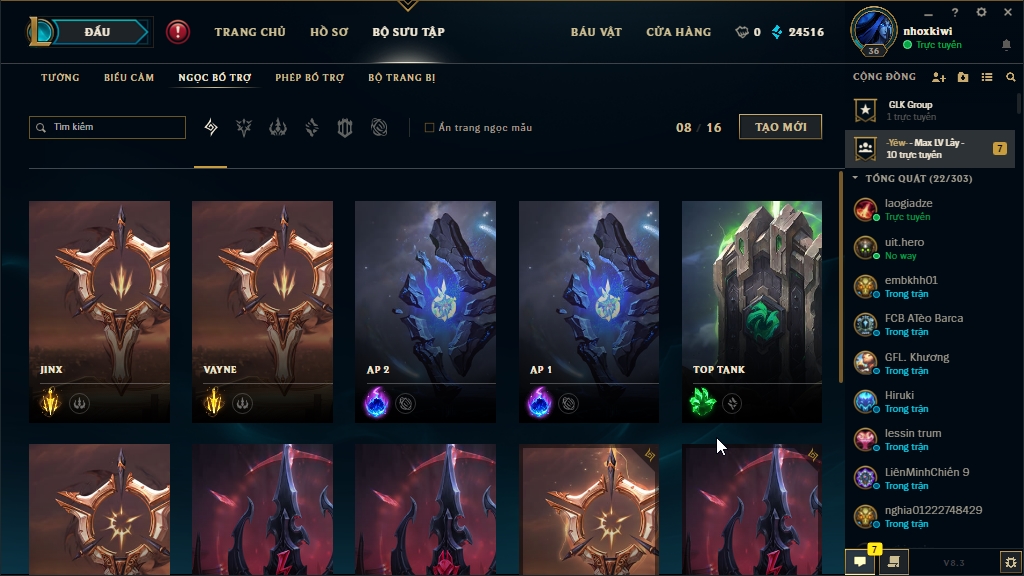 ĐẤU
TRANG CHỦ
HỒ SƠ
BỘ SƯU TẬP
BÁU VẬT
CỬA HÀNG
0
24516
36
nhoxkiwi
Trực tuyến
TƯỚNG
BIỂU CẢM
NGỌC BỔ TRỢ
PHÉP BỔ TRỢ
BỘ TRANG BỊ
CỘNG ĐỒNG
Tìm kiếm
Ẩn trang ngọc mẫu
08 / 16
TẠO MỚI
GLK Group
1 trực tuyến
-Yêw-- Max LV Lầy -
10 trực tuyến
7
TỔNG QUÁT (22/303)
laogiadze
Trực tuyến
uit.hero
No way
embkhh01
Trong trận
FCB ATèo Barca
Trong trận
GFL. Khương
Trong trận
Hiruki
Trong trận
lessin trum
Trong trận
LiênMinhChiến 9
Trong trận
nghia01222748429
Trong trận
JINX
VAYNE
AP 2
AP 1
TOP TANK
7
V8.3